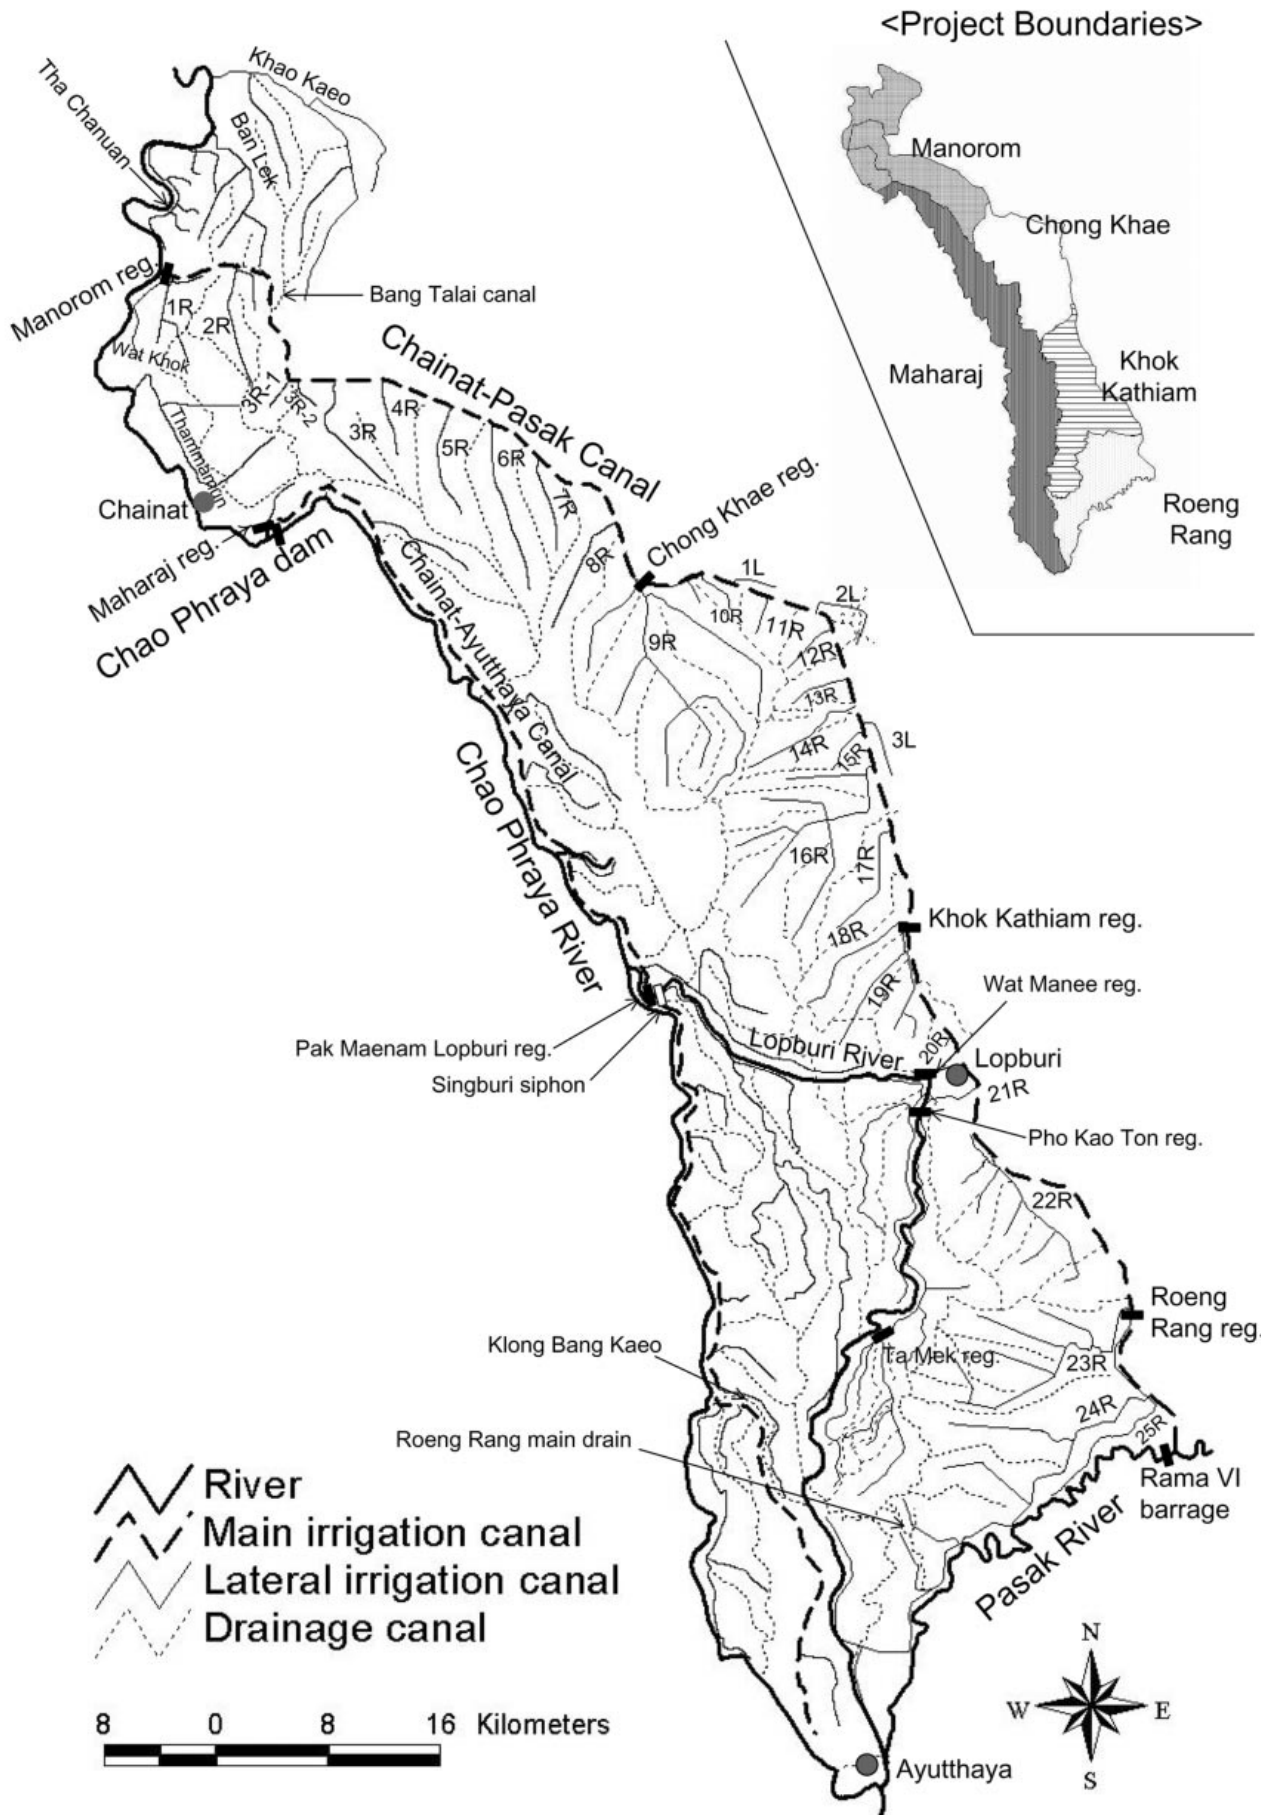 <Project Boundaries>
Manorom
Chong Khae
Maharaj
Khok
Kathiam
Roeng
Rang
Khao Kaeo
Tha Chanuan
Ban Lek
Manorom reg.
1R
2R
Bang Talai canal
Wat Khok
3R-1
3R-2
Chainat-Pasak Canal
3R
4R
5R
6R
7R
8R
Thammamun
Chainat
Maharaj reg.
Chao Phraya dam
Chong Khae reg.
1L
2L
Chainat-Ayutthaya Canal
9R
10R
11R
12R
13R
14R
15R
3L
Chao Phraya River
16R
17R
18R
Khok Kathiam reg.
19R
Wat Manee reg.
Pak Maenam Lopburi reg.
Lopburi River
20R
Lopburi
Singburi siphon
21R
Pho Kao Ton reg.
22R
Roeng
Rang reg.
Klong Bang Kaeo
Ta Mek reg.
23R
24R
25R
Roeng Rang main drain
Rama VI
barrage
Pasak River
River
Main irrigation canal
Lateral irrigation canal
Drainage canal
N
W
E
S
8 0 8 16 Kilometers
Ayutthaya